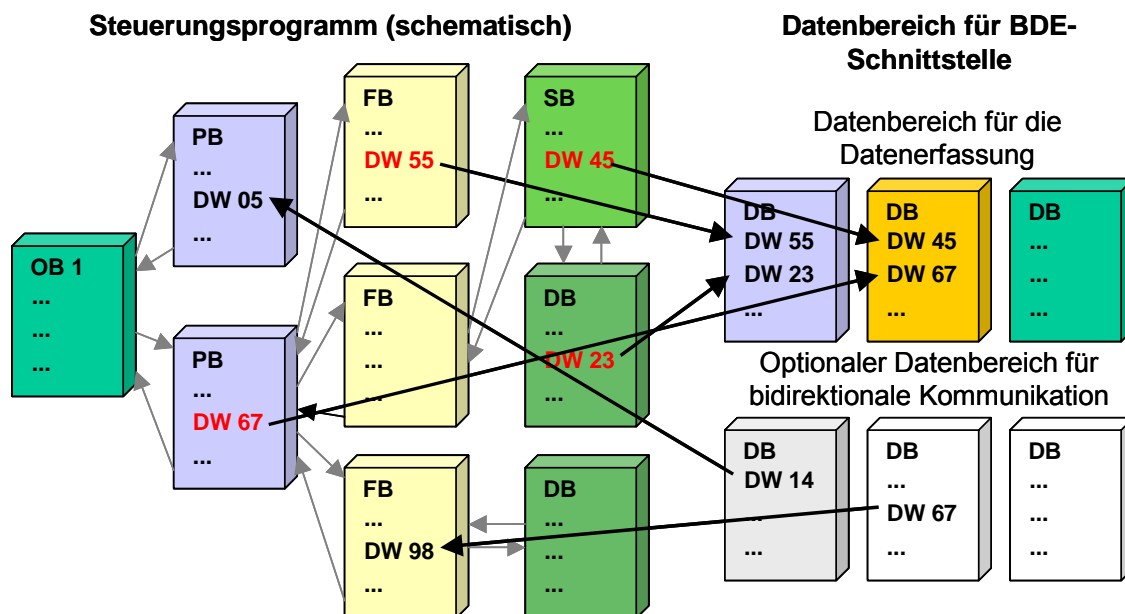 Steuerungsprogramm (schematisch)
Datenbereich für BDE-
Schnittstelle
OB 1
...
...
...
PB
...
DW 05
...
PB
...
DW 67
...
FB
...
DW 55
...
FB
...
...
...
FB
...
DW 98
...
SB
...
DW 45
...
DB
...
DW 23
...
DB
...
...
...
Datenbereich für die
Datenerfassung
DB
DW 55
DW 23
...
DB
DW 45
DW 67
...
DB
...
...
...
Optionaler Datenbereich für
bidirektionale Kommunikation
DB
DW 14
...
...
DB
...
DW 67
...
DB
...
...
...